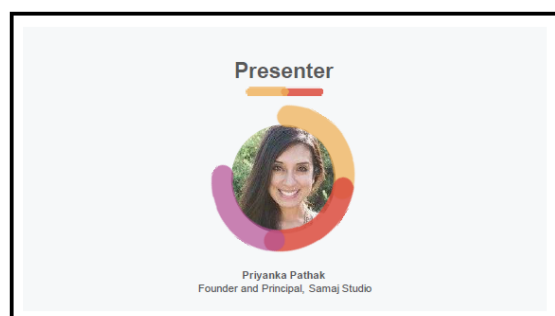 Presenter
Priyanka Pathak
Founder and Principal, Samaj Studio